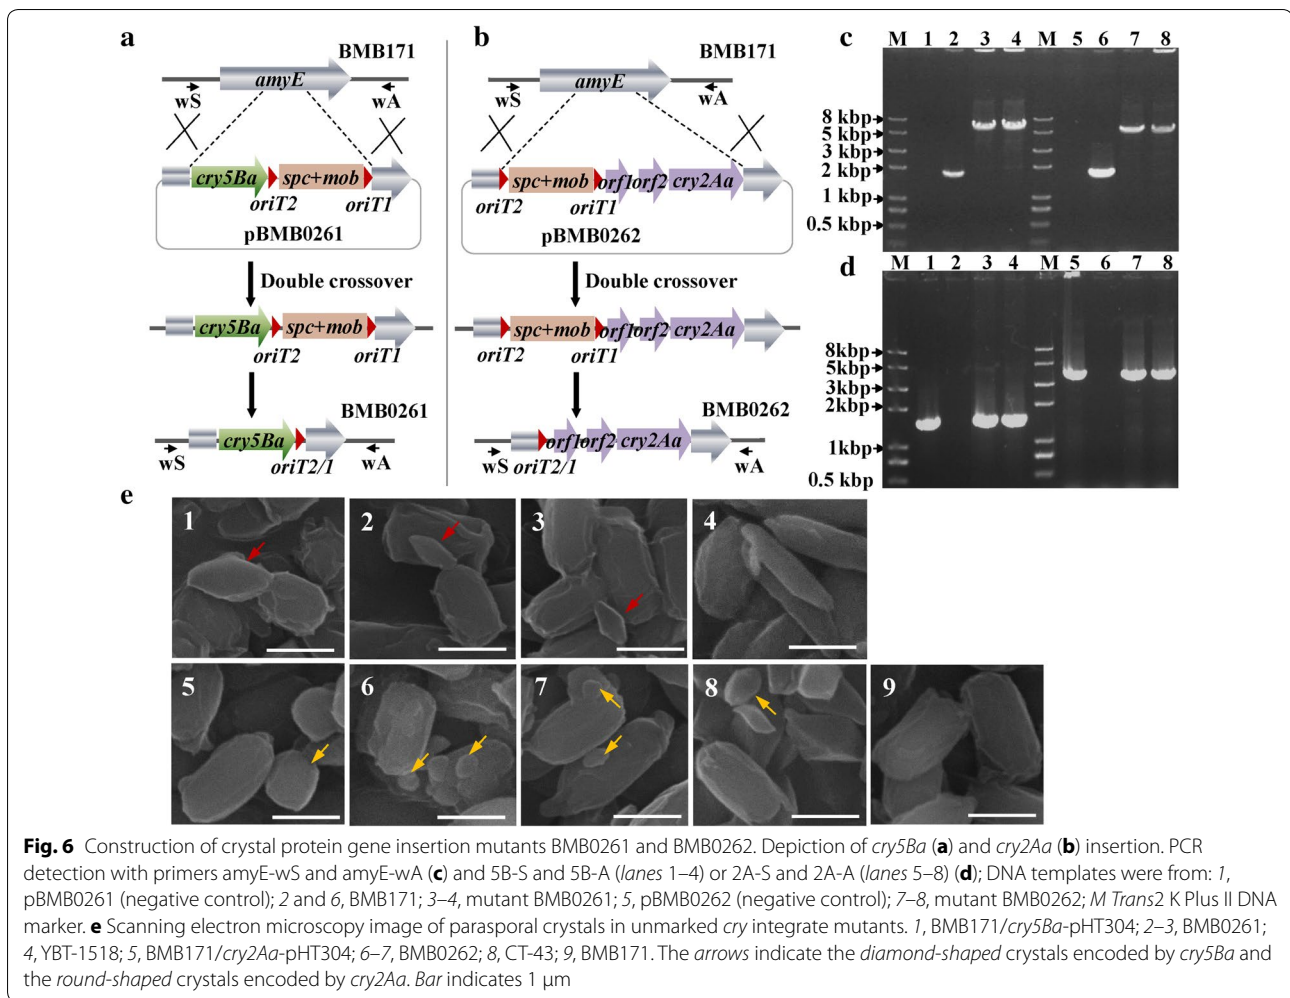 a
BMB171
amyE
wS
wA
cry5Ba
spc+mob
oriT2
oriT1
pBMB0261
Double crossover
cry5Ba
spc+mob
oriT2
oriT1
BMB0261
cry5Ba
wS
oriT2/1
wA
b
BMB171
amyE
wS
wA
spc+mob
orf1
orf2
cry2Aa
oriT2
oriT1
pBMB0262
Double crossover
spc+mob
orf1
orf2
cry2Aa
oriT2
oriT1
BMB0262
orf1
orf2
cry2Aa
wS
oriT2/1
wA
c
M 1 2 3 4 M 5 6 7 8
8 kbp
5 kbp
3 kbp
2 kbp
1 kbp
0.5 kbp
d
M 1 2 3 4 M 5 6 7 8
8kbp
5kbp
3kbp
2kbp
1kbp
0.5 kbp
e
1
2
3
4
5
6
7
8
9
Fig. 6 Construction of crystal protein gene insertion mutants BMB0261 and BMB0262. Depiction of cry5Ba (a) and cry2Aa (b) insertion. PCR
detection with primers amyE-wS and amyE-wA (c) and 5B-S and 5B-A (lanes 1–4) or 2A-S and 2A-A (lanes 5–8) (d); DNA templates were from: 1,
pBMB0261 (negative control); 2 and 6, BMB171; 3–4, mutant BMB0261; 5, pBMB0262 (negative control); 7–8, mutant BMB0262; M Trans2 K Plus II DNA
marker. e Scanning electron microscopy image of parasporal crystals in unmarked cry integrate mutants. 1, BMB171/cry5Ba-pHT304; 2–3, BMB0261;
4, YBT-1518; 5, BMB171/cry2Aa-pHT304; 6–7, BMB0262; 8, CT-43; 9, BMB171. The arrows indicate the diamond-shaped crystals encoded by cry5Ba and
the round-shaped crystals encoded by cry2Aa. Bar indicates 1 μm